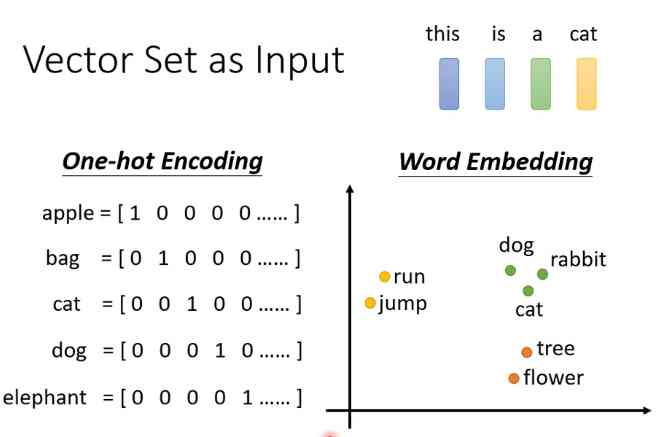 Vector Set as Input
this is a cat
One-hot Encoding
apple = [ 1 0 0 0 0 ...... ]
bag = [ 0 1 0 0 0 ...... ]
cat = [ 0 0 1 0 0 ...... ]
dog = [ 0 0 0 1 0 ...... ]
elephant = [ 0 0 0 0 1 ...... ]
Word Embedding
dog
rabbit
cat
run
jump
tree
flower